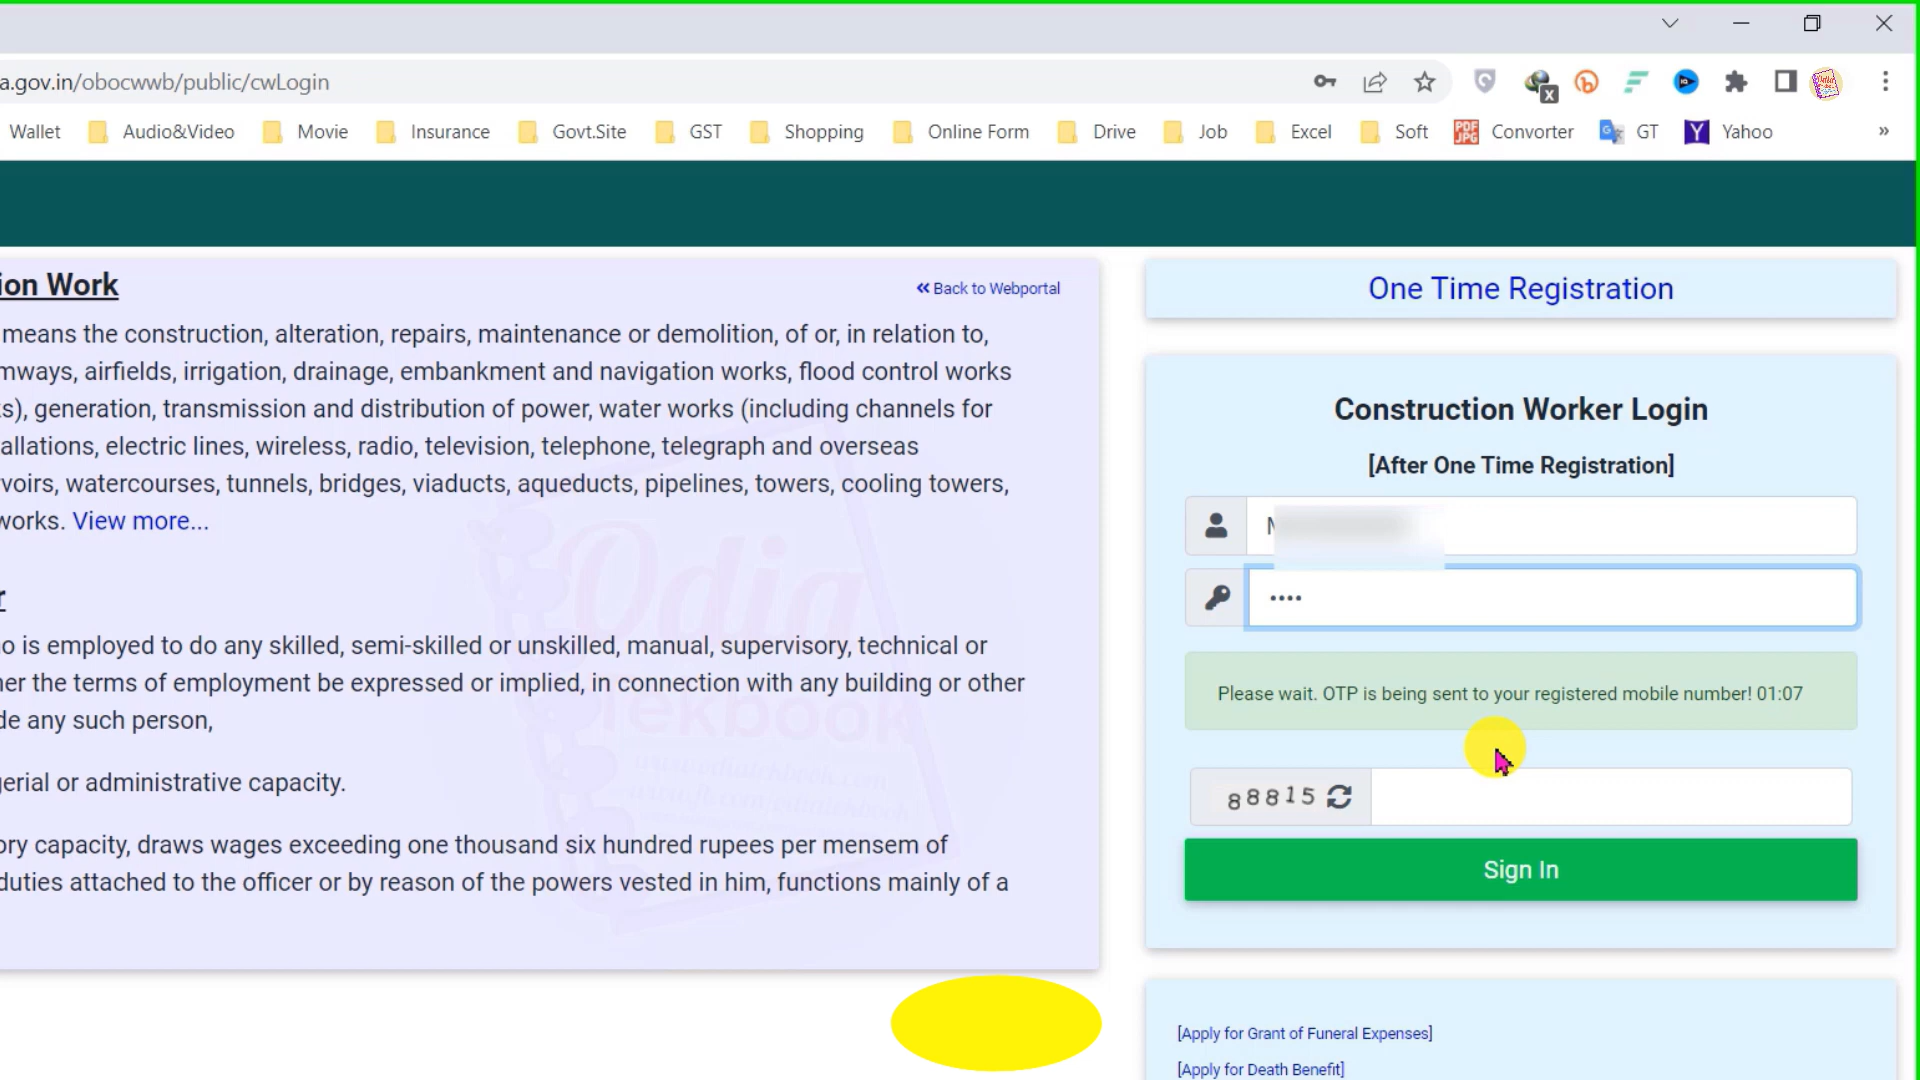 a.gov.in/obocwwb/public/cwLogin
Wallet Audio&Video Movie Insurance Govt.Site GST Shopping Online Form Drive Job Excel Soft PDF JPG Convorter GT Yahoo »
ion Work
« Back to Webportal
means the construction, alteration, repairs, maintenance or demolition, of or, in relation to,
mways, airfields, irrigation, drainage, embankment and navigation works, flood control works
s), generation, transmission and distribution of power, water works (including channels for
allations, electric lines, wireless, radio, television, telephone, telegraph and overseas
voirs, watercourses, tunnels, bridges, viaducts, aqueducts, pipelines, towers, cooling towers,
works. View more...
r
o is employed to do any skilled, semi-skilled or unskilled, manual, supervisory, technical or
er the terms of employment be expressed or implied, in connection with any building or other
de any such person,
gerial or administrative capacity.
ory capacity, draws wages exceeding one thousand six hundred rupees per mensem of
duties attached to the officer or by reason of the powers vested in him, functions mainly of a
Odia
Tekbook
One Time Registration
Construction Worker Login
[After One Time Registration]
Please wait. OTP is being sent to your registered mobile number! 01:07
88815
Sign In
[Apply for Grant of Funeral Expenses]
[Apply for Death Benefit]